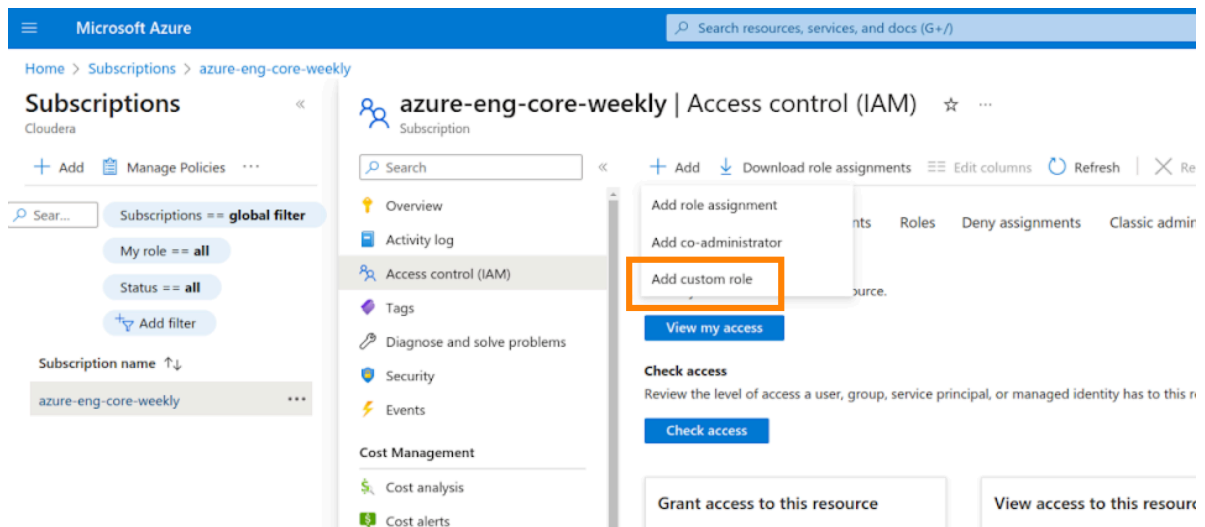 Microsoft Azure
Search resources, services, and docs (G+/)
Home > Subscriptions > azure-eng-core-weekly
Subscriptions «
Cloudera
+ Add Manage Policies ···
Sear...
Subscriptions == global filter
My role == all
Status == all
Add filter
Subscription name ↑↓
azure-eng-core-weekly ···
azure-eng-core-weekly | Access control (IAM) ☆ ···
Subscription
Search «
Overview
Activity log
Access control (IAM)
Tags
Diagnose and solve problems
Security
Events
Cost Management
Cost analysis
Cost alerts
+ Add Download role assignments Edit columns Refresh | Re
Add role assignment
Add co-administrator
Add custom role
nts Roles Deny assignments Classic admin
ource.
View my access
Check access
Review the level of access a user, group, service principal, or managed identity has to this r
Check access
Grant access to this resource
View access to this resourc